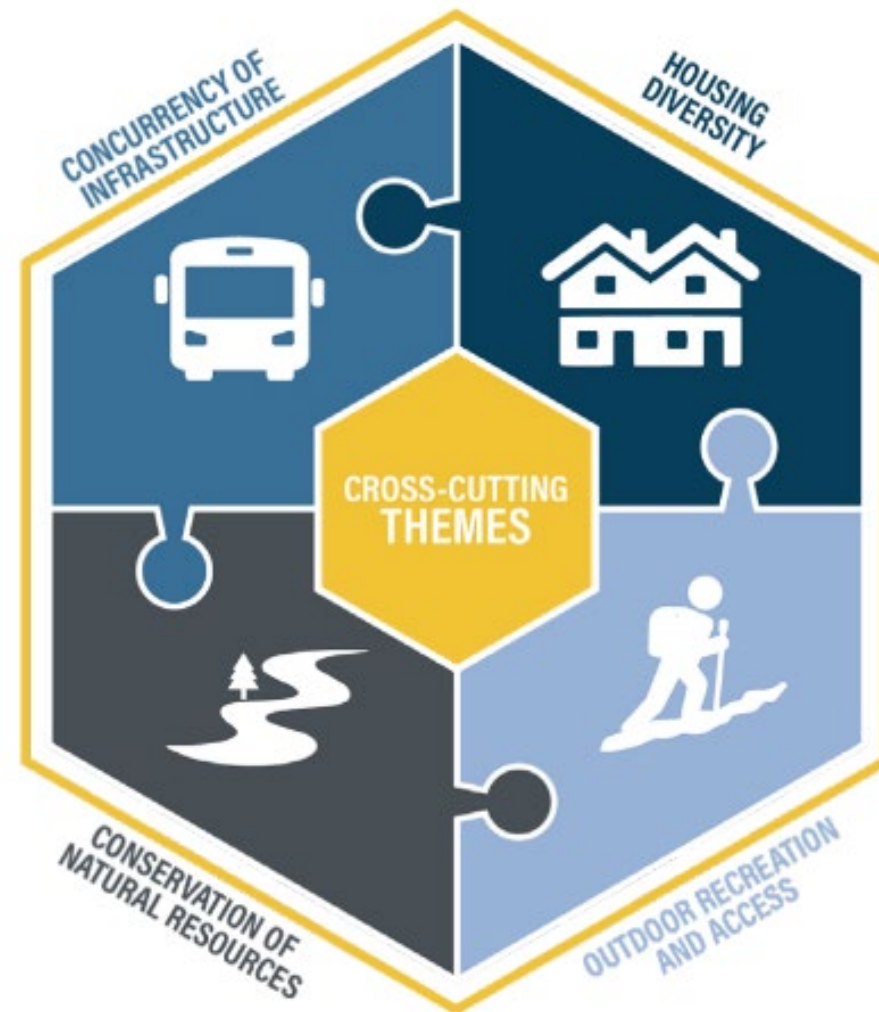 CONCURRENCY OF
INFRASTRUCTURE
HOUSING
DIVERSITY
CROSS-CUTTING
THEMES
CONSERVATION OF
NATURAL RESOURCES
OUTDOOR RECREATION
AND ACCESS